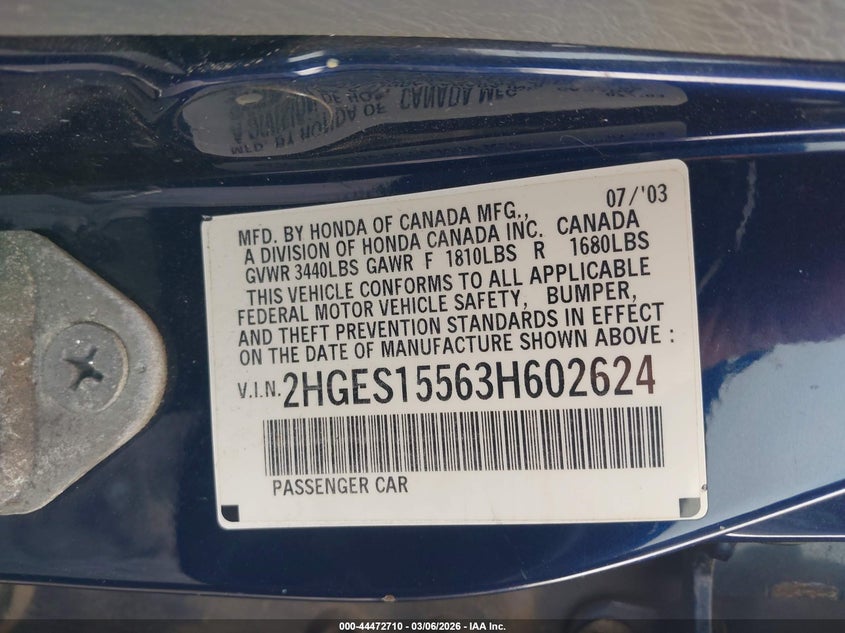 07/'03
MFD. BY HONDA OF CANADA MFG.,
A DIVISION OF HONDA CANADA INC. CANADA
GVWR 3440LBS GAWR F 1810LBS R 1680LBS
THIS VEHICLE CONFORMS TO ALL APPLICABLE
FEDERAL MOTOR VEHICLE SAFETY, BUMPER,
AND THEFT PREVENTION STANDARDS IN EFFECT
ON THE DATE OF MANUFACTURE SHOWN ABOVE :
V.I.N. 2HGES15563H602624
PASSENGER CAR
000-44472710 — 03/06/2026 — IAA Inc.